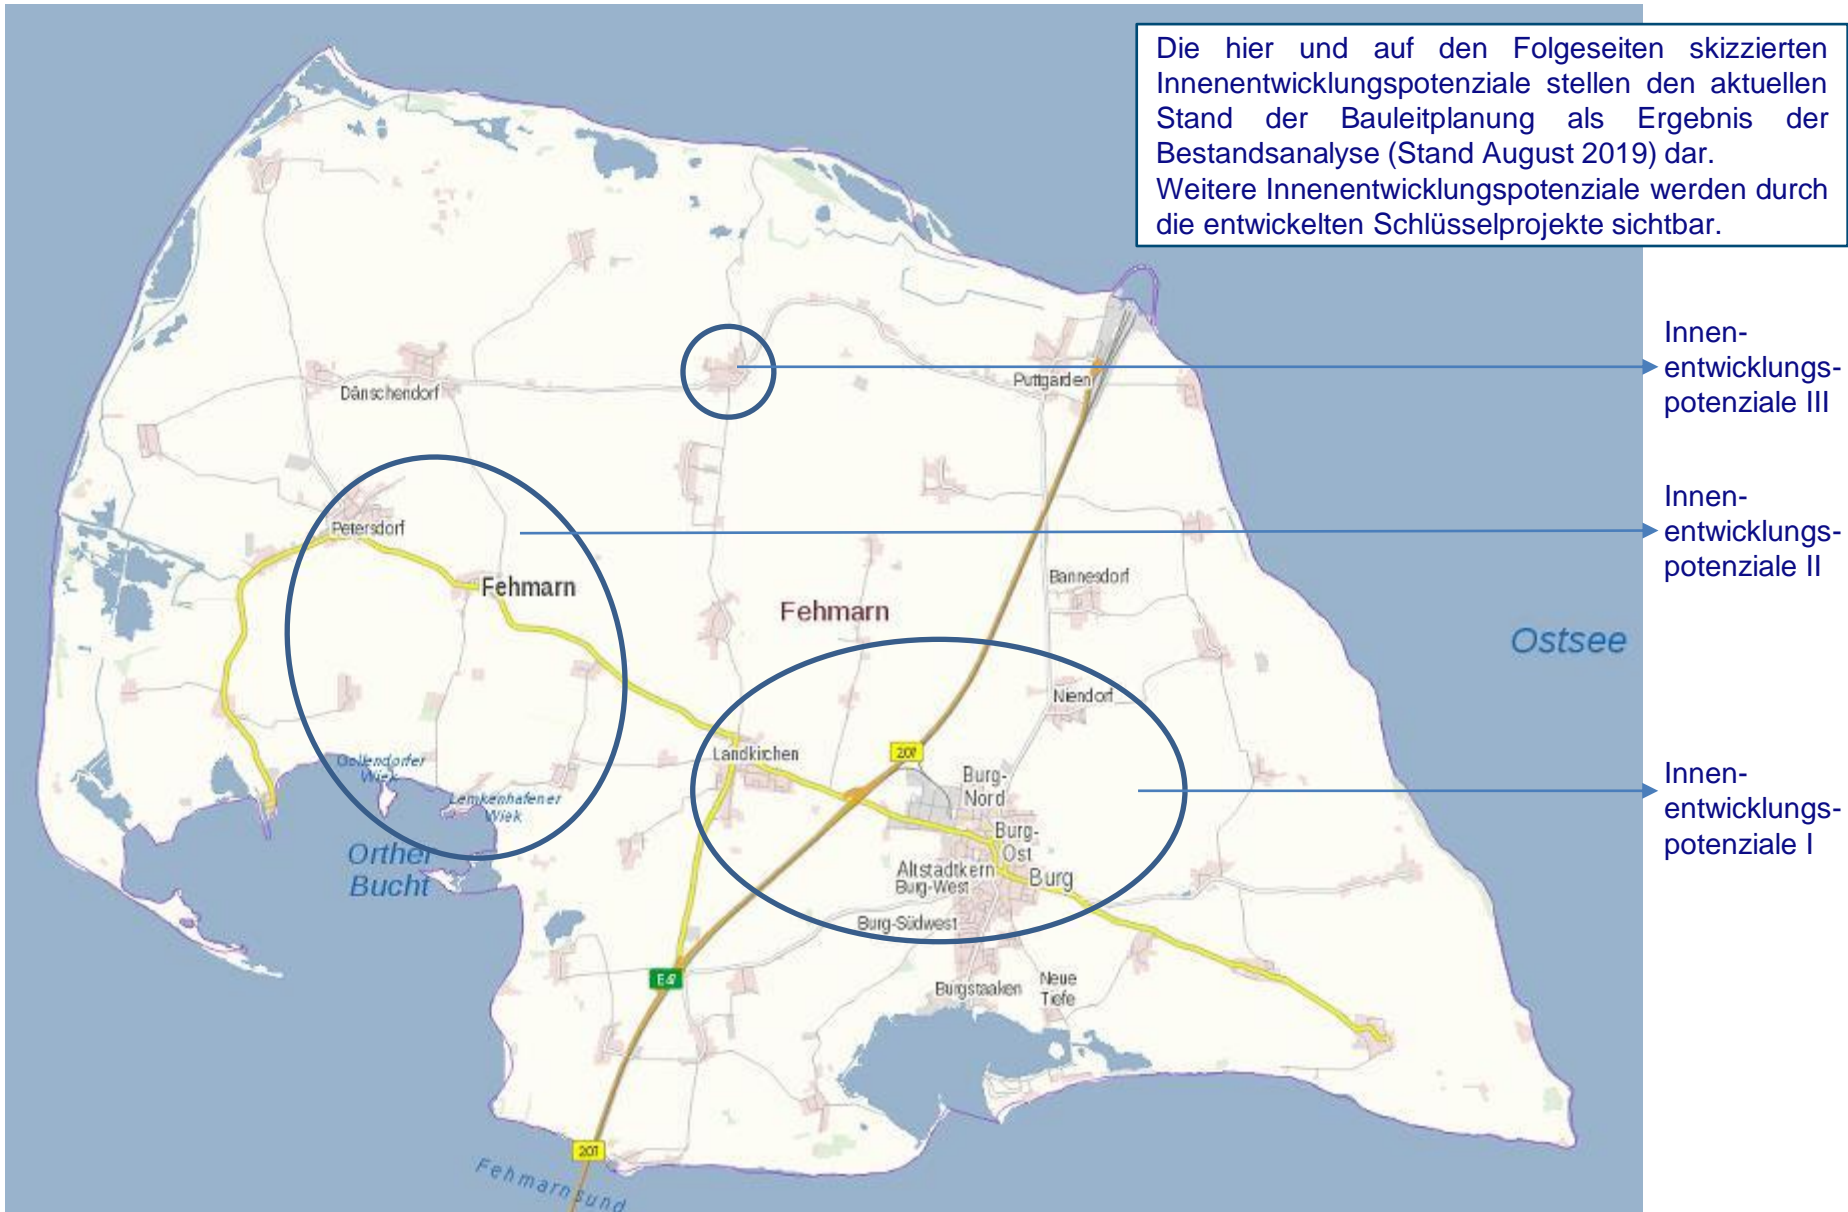 Die hier und auf den Folgeseiten skizzierten
Innenentwicklungspotenziale stellen den aktuellen
Stand der Bauleitplanung als Ergebnis der
Bestandsanalyse (Stand August 2019) dar.
Weitere Innenentwicklungspotenziale werden durch
die entwickelten Schlüsselprojekte sichtbar.
Innen-
entwicklungs-
potenziale III
Innen-
entwicklungs-
potenziale II
Innen-
entwicklungs-
potenziale I
Dänschendorf
Puttgarden
Petersdorf
Fehmarn
Fehmarn
Bannesdorf
Ostsee
Niendorf
Landkirchen
207
Gollendorfer
Wiek
Lemkenhafener
Wiek
Burg-
Nord
Burg-
Ost
Orther
Bucht
Altstadtkern
Burg-West
Burg
Burg-Südwest
E47
Burgstaaken
Neue
Tiefe
207
Fehmarnsund